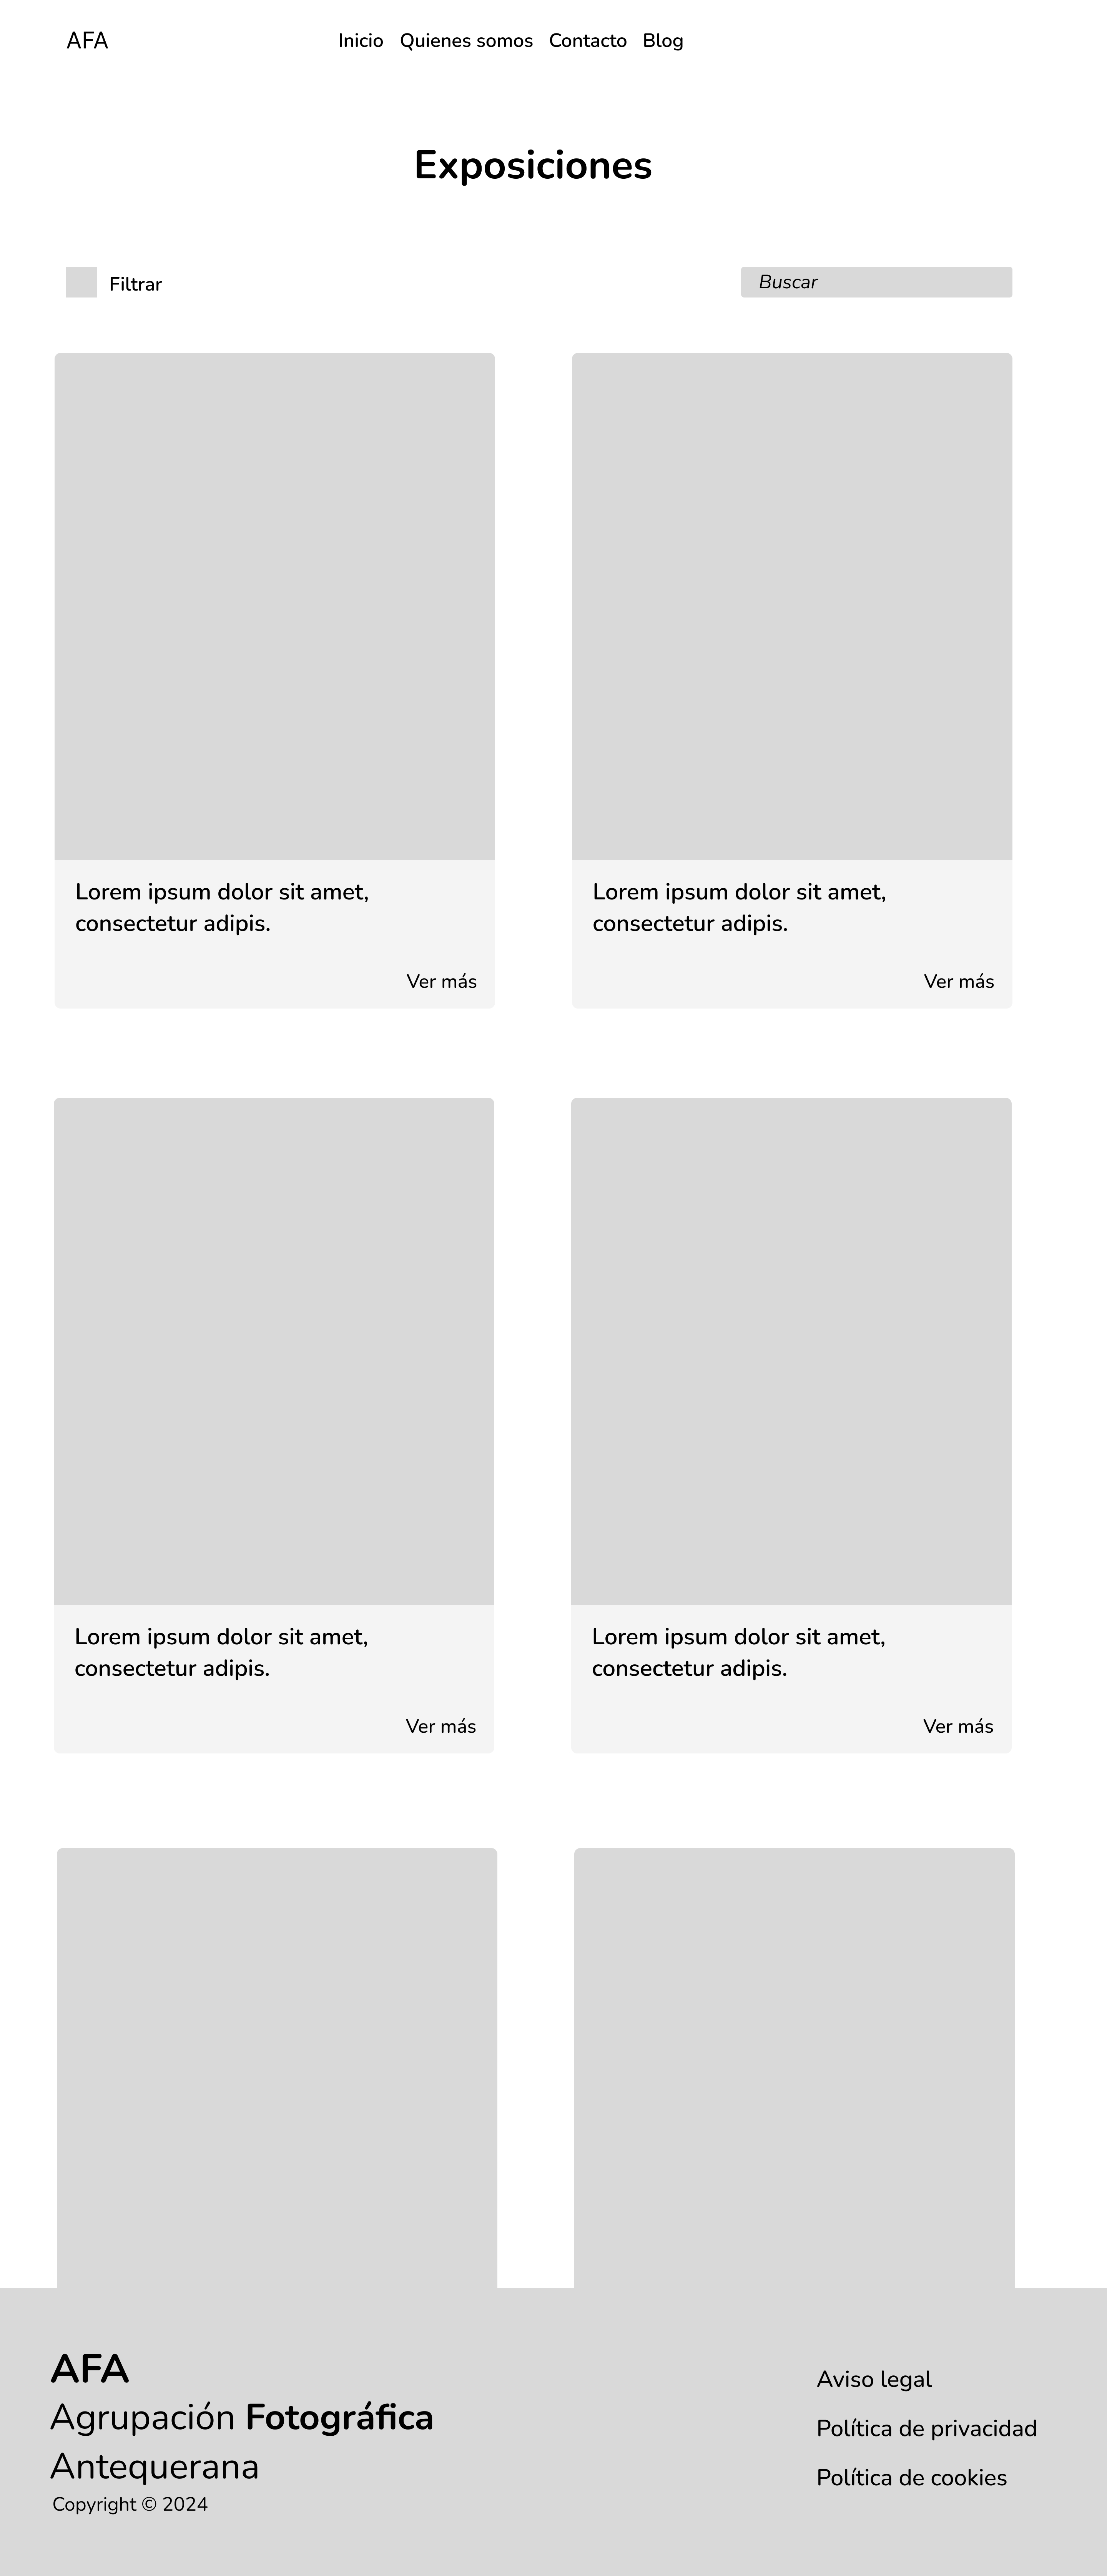 AFA
Inicio Quienes somos Contacto Blog
Exposiciones
Filtrar
Buscar
Lorem ipsum dolor sit amet,
consectetur adipis.
Ver más
Lorem ipsum dolor sit amet,
consectetur adipis.
Ver más
Lorem ipsum dolor sit amet,
consectetur adipis.
Ver más
Lorem ipsum dolor sit amet,
consectetur adipis.
Ver más
AFA
Agrupación Fotográfica
Antequerana
Copyright © 2024
Aviso legal
Política de privacidad
Política de cookies